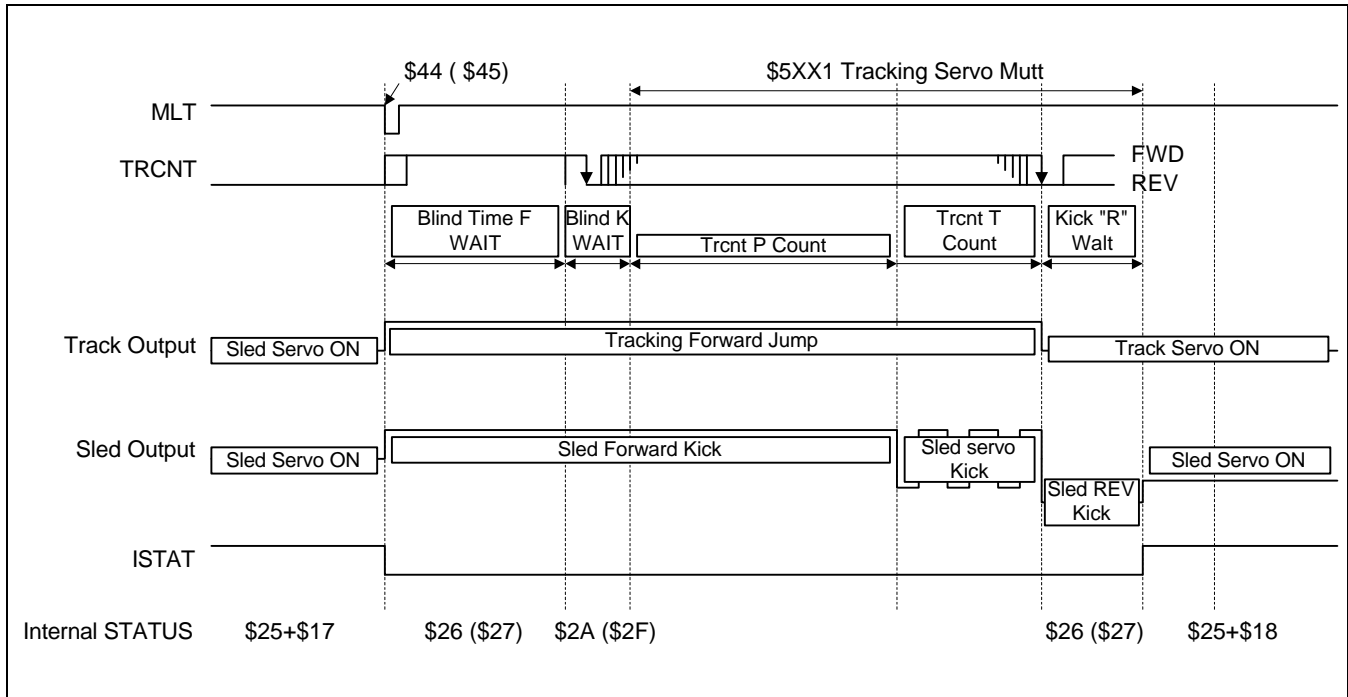 $44 ( $45)
$5XX1 Tracking Servo Mutt
MLT
TRCNT
FWD
REV
Blind Time F
WAIT
Blind K
WAIT
Trcnt P Count
Trcnt T
Count
Kick "R"
Walt
Track Output
Sled Servo ON
Tracking Forward Jump
Track Servo ON
Sled Output
Sled Servo ON
Sled Forward Kick
Sled servo
Kick
Sled REV
Kick
Sled Servo ON
ISTAT
Internal STATUS
$25+$17
$26 ($27)
$2A ($2F)
$26 ($27)
$25+$18